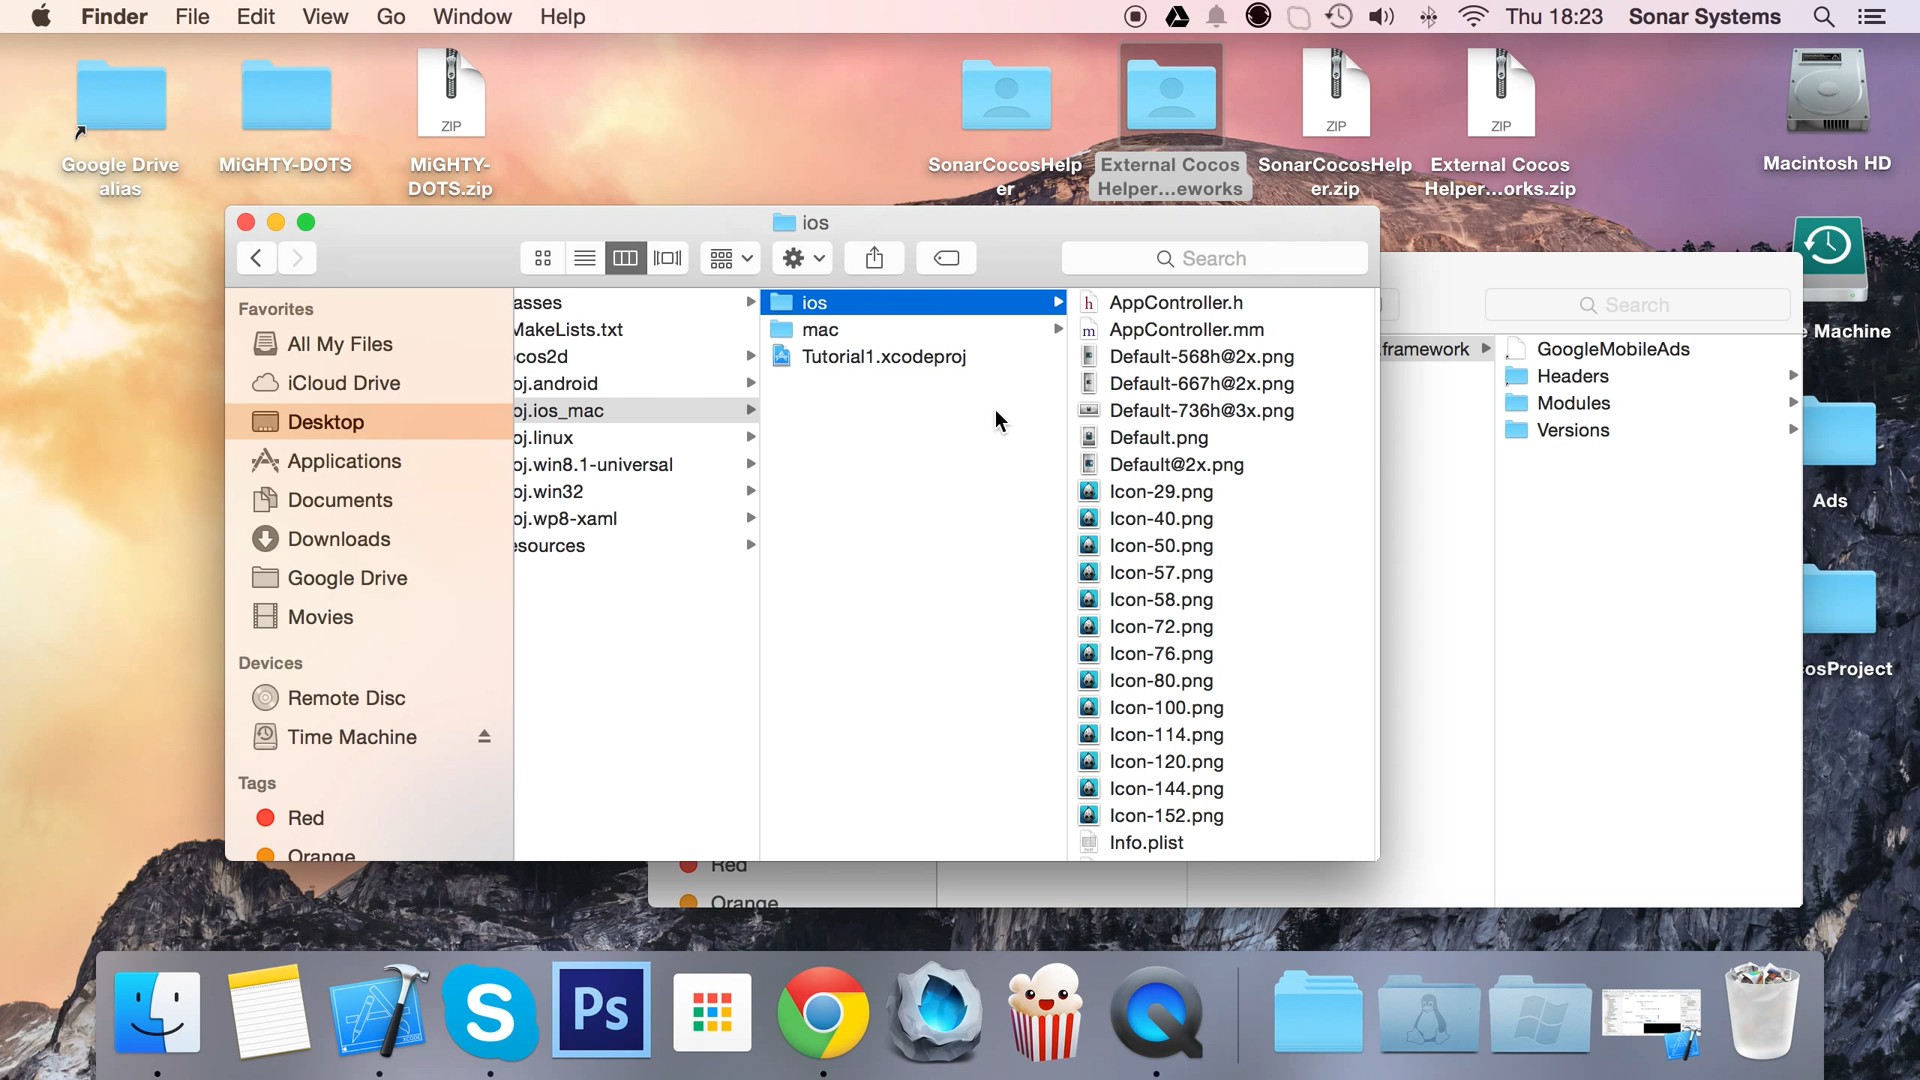 Finder File Edit View Go Window Help Thu 18:23 Sonar Systems
Google Drive
alias
MiGHTY-DOTS
ZIP
MiGHTY-
DOTS.zip
SonarCocosHelp
er
External Cocos
Helper...eworks
ZIP
SonarCocosHelp
er.zip
ZIP
External Cocos
Helper...orks.zip
Macintosh HD
e Machine
Ads
osProject
ios
Search
Favorites
All My Files
iCloud Drive
Desktop
Applications
Documents
Downloads
Google Drive
Movies
Devices
Remote Disc
Time Machine
Tags
Red
Orange
asses
MakeLists.txt
cos2d
oj.android
oj.ios_mac
oj.linux
oj.win8.1-universal
oj.win32
oj.wp8-xaml
esources
ios
mac
Tutorial1.xcodeproj
AppController.h
AppController.mm
Default-568h@2x.png
Default-667h@2x.png
Default-736h@3x.png
Default.png
Default@2x.png
Icon-29.png
Icon-40.png
Icon-50.png
Icon-57.png
Icon-58.png
Icon-72.png
Icon-76.png
Icon-80.png
Icon-100.png
Icon-114.png
Icon-120.png
Icon-144.png
Icon-152.png
Info.plist
Search
.framework
GoogleMobileAds
Headers
Modules
Versions
Red
Orange
S
Ps